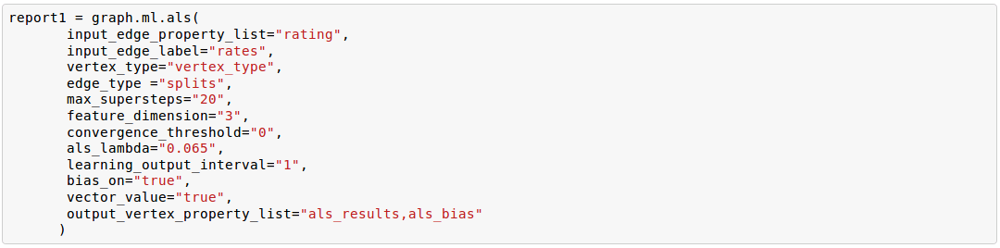 report1 = graph.ml.als(
       input_edge_property_list="rating",
       input_edge_label="rates",
       vertex_type="vertex_type",
       edge_type ="splits",
       max_supersteps="20",
       feature_dimension="3",
       convergence_threshold="0",
       als_lambda="0.065",
       learning_output_interval="1",
       bias_on="true",
       vector_value="true",
       output_vertex_property_list="als_results,als_bias"
      )